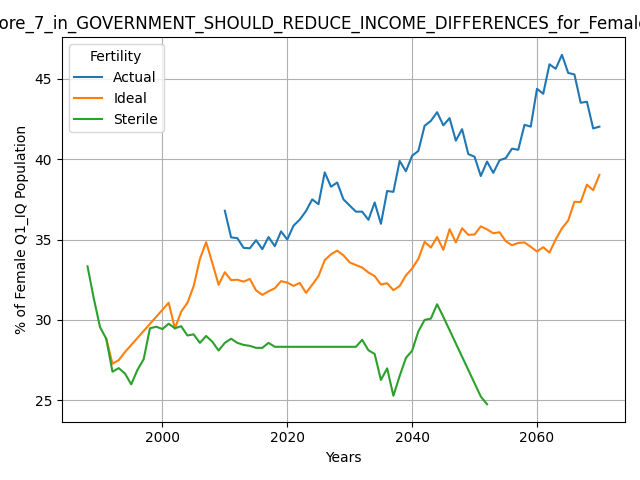 ore_7_in_GOVERNMENT_SHOULD_REDUCE_INCOME_DIFFERENCES_for_Female
Fertility
Actual
Ideal
Sterile
% of Female Q1_IQ Population
45
40
35
30
25
2000
2020
2040
2060
Years